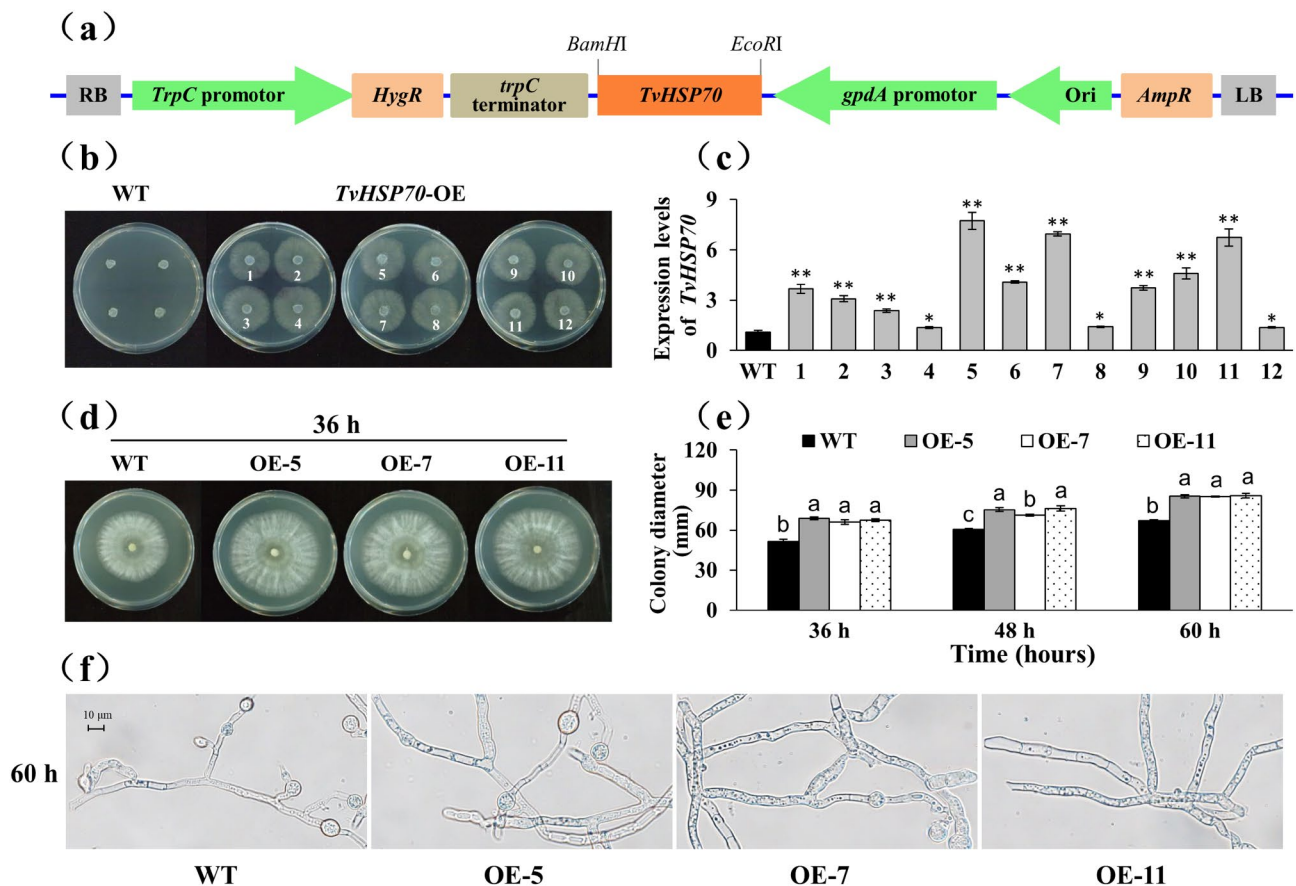 （a）
BamHI EcoRI
RB TrpC promotor HygR trpC terminator TvHSP70 gpdA promotor Ori AmpR LB
（b）
WT TvHSP70-OE
1 2 5 6 9 10
3 4 7 8 11 12
（c）
Expression levels
of TvHSP70
9
6
3
0
** ** ** * ** ** ** * ** ** ** *
WT 1 2 3 4 5 6 7 8 9 10 11 12
（d）
36 h
WT OE-5 OE-7 OE-11
（e）
WT OE-5 OE-7 OE-11
Colony diameter
(mm)
120
90
60
30
0
b a a a c a b a b a a a
36 h 48 h 60 h
Time (hours)
（f）
10 μm
60 h
WT OE-5 OE-7 OE-11